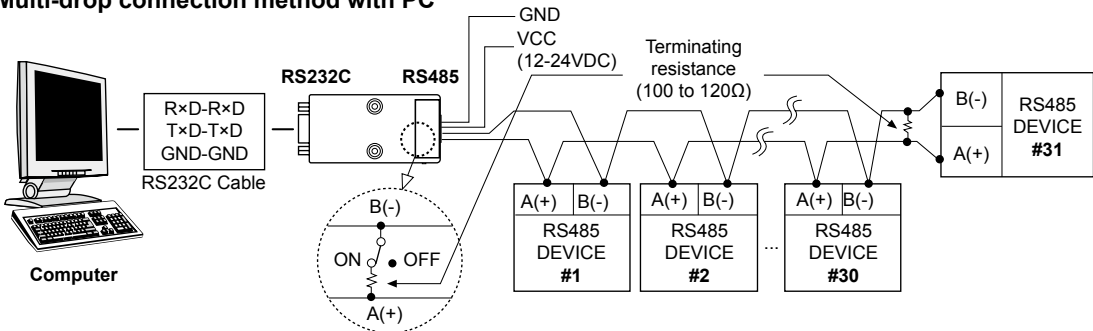 Multi-drop connection method with PC
GND
VCC
(12-24VDC)
Terminating
resistance
(100 to 120Ω)
RS232C
RS485
R×D-R×D
T×D-T×D
GND-GND
RS232C Cable
Computer
B(-)
ON
OFF
A(+)
A(+)
B(-)
RS485
DEVICE
#1
A(+)
B(-)
RS485
DEVICE
#2
...
A(+)
B(-)
RS485
DEVICE
#30
B(-)
A(+)
RS485
DEVICE
#31